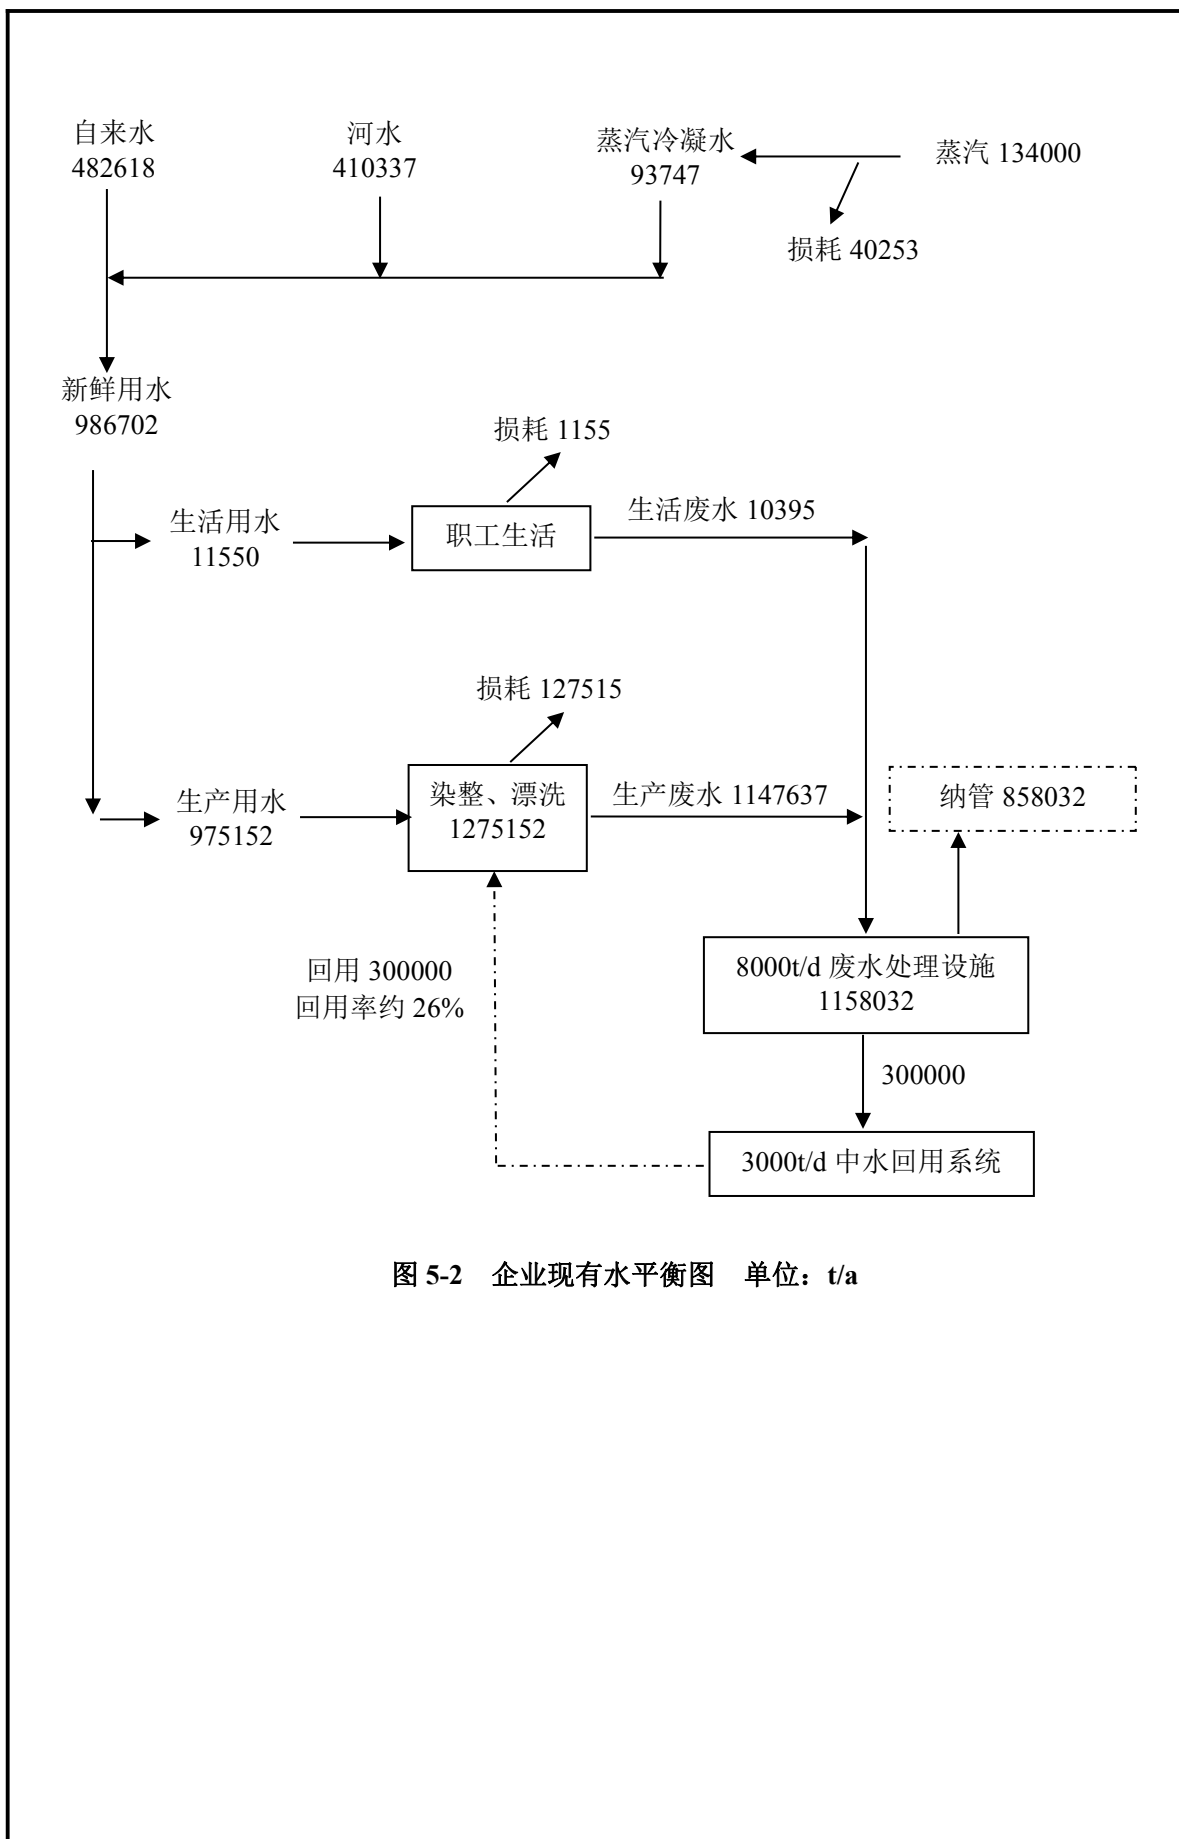 自来水
482618
河水
410337
蒸汽冷凝水
93747
蒸汽 134000
损耗 40253
新鲜用水
986702
损耗 1155
生活用水
11550
职工生活
生活废水 10395
损耗 127515
生产用水
975152
染整、漂洗
1275152
生产废水 1147637
纳管 858032
回用 300000
回用率约 26%
8000t/d 废水处理设施
1158032
300000
3000t/d 中水回用系统
图 5-2 企业现有水平衡图 单位：t/a